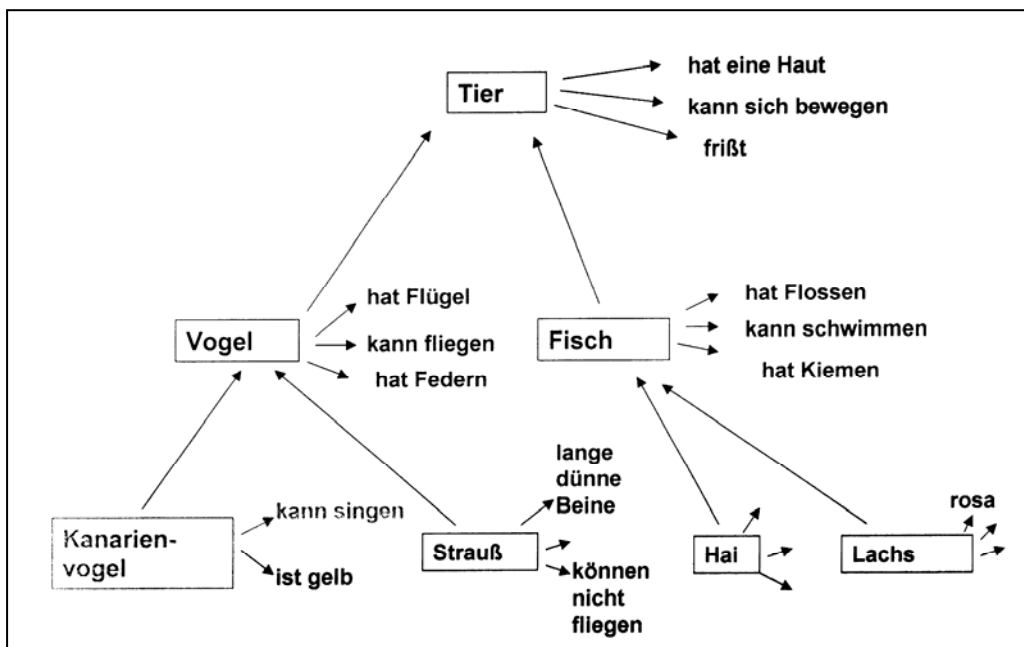 Tier
hat eine Haut
kann sich bewegen
frißt
Vogel
hat Flügel
kann fliegen
hat Federn
Fisch
hat Flossen
kann schwimmen
hat Kiemen
Kanarien-
vogel
kann singen
ist gelb
Strauß
lange
dünne
Beine
können
nicht
fliegen
Hai
Lachs
rosa